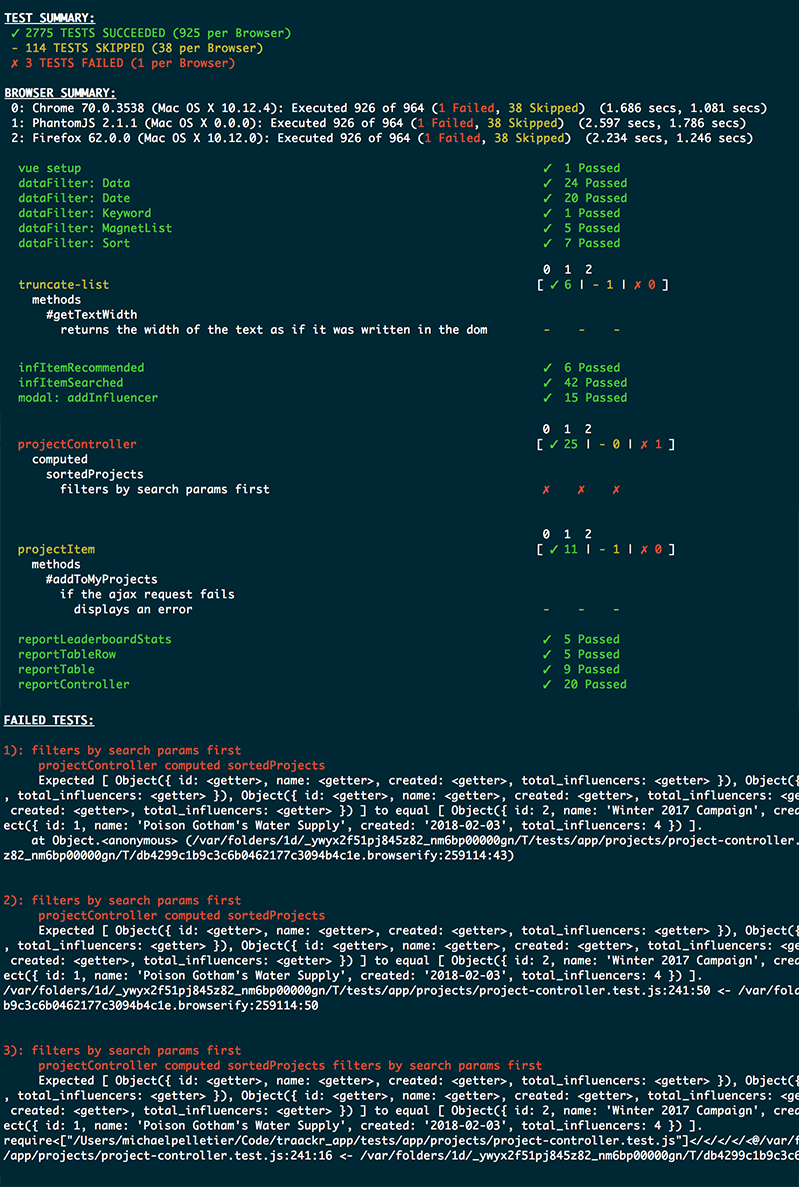 TEST SUMMARY:
✓ 2775 TESTS SUCCEEDED (925 per Browser)
- 114 TESTS SKIPPED (38 per Browser)
✗ 3 TESTS FAILED (1 per Browser)
BROWSER SUMMARY:
0: Chrome 70.0.3538 (Mac OS X 10.12.4): Executed 926 of 964 (1 Failed, 38 Skipped) (1.686 secs, 1.081 secs)
1: PhantomJS 2.1.1 (Mac OS X 0.0.0): Executed 926 of 964 (1 Failed, 38 Skipped) (2.597 secs, 1.786 secs)
2: Firefox 62.0.0 (Mac OS X 10.12.0): Executed 926 of 964 (1 Failed, 38 Skipped) (2.234 secs, 1.246 secs)
vue setup ✓ 1 Passed
dataFilter: Data ✓ 24 Passed
dataFilter: Date ✓ 20 Passed
dataFilter: Keyword ✓ 1 Passed
dataFilter: MagnetList ✓ 5 Passed
dataFilter: Sort ✓ 7 Passed
0 1 2
truncate-list [ ✓ 6 | - 1 | ✗ 0 ]
methods
#getTextWidth
returns the width of the text as if it was written in the dom - - -
infItemRecommended ✓ 6 Passed
infItemSearched ✓ 42 Passed
modal: addInfluencer ✓ 15 Passed
0 1 2
projectController [ ✓ 25 | - 0 | ✗ 1 ]
computed
sortedProjects
filters by search params first ✗ ✗ ✗
0 1 2
projectItem [ ✓ 11 | - 1 | ✗ 0 ]
methods
#addToMyProjects
if the ajax request fails
displays an error - - -
reportLeaderboardStats ✓ 5 Passed
reportTableRow ✓ 5 Passed
reportTable ✓ 9 Passed
reportController ✓ 20 Passed
FAILED TESTS:
1): filters by search params first
projectController computed sortedProjects
Expected [ Object({ id: <getter>, name: <getter>, created: <getter>, total_influencers: <getter> }), Object({
, total_influencers: <getter> }), Object({ id: <getter>, name: <getter>, created: <getter>, total_influencers: <ge
created: <getter>, total_influencers: <getter> }) ] to equal [ Object({ id: 2, name: 'Winter 2017 Campaign', crea
ect({ id: 1, name: 'Poison Gotham's Water Supply', created: '2018-02-03', total_influencers: 4 }) ].
at Object.<anonymous> (/var/folders/1d/_ywyx2f51pj845z82_nm6bp00000gn/T/tests/app/projects/project-controller.
z82_nm6bp00000gn/T/db4299c1b9c3c6b0462177c3094b4c1e.browserify:259114:43)
2): filters by search params first
projectController computed sortedProjects
Expected [ Object({ id: <getter>, name: <getter>, created: <getter>, total_influencers: <getter> }), Object({
, total_influencers: <getter> }), Object({ id: <getter>, name: <getter>, created: <getter>, total_influencers: <ge
created: <getter>, total_influencers: <getter> }) ] to equal [ Object({ id: 2, name: 'Winter 2017 Campaign', crea
ect({ id: 1, name: 'Poison Gotham's Water Supply', created: '2018-02-03', total_influencers: 4 }) ].
/var/folders/1d/_ywyx2f51pj845z82_nm6bp00000gn/T/tests/app/projects/project-controller.test.js:241:50 <- /var/fold
b9c3c6b0462177c3094b4c1e.browserify:259114:50
3): filters by search params first
projectController computed sortedProjects filters by search params first
Expected [ Object({ id: <getter>, name: <getter>, created: <getter>, total_influencers: <getter> }), Object({
, total_influencers: <getter> }), Object({ id: <getter>, name: <getter>, created: <getter>, total_influencers: <ge
created: <getter>, total_influencers: <getter> }) ] to equal [ Object({ id: 2, name: 'Winter 2017 Campaign', crea
ect({ id: 1, name: 'Poison Gotham's Water Supply', created: '2018-02-03', total_influencers: 4 }) ].
require<["/Users/michaelpelletier/Code/traackr_app/tests/app/projects/project-controller.test.js"]</</</</<@/var/f
/app/projects/project-controller.test.js:241:16 <- /var/folders/1d/_ywyx2f51pj845z82_nm6bp00000gn/T/db4299c1b9c3c6